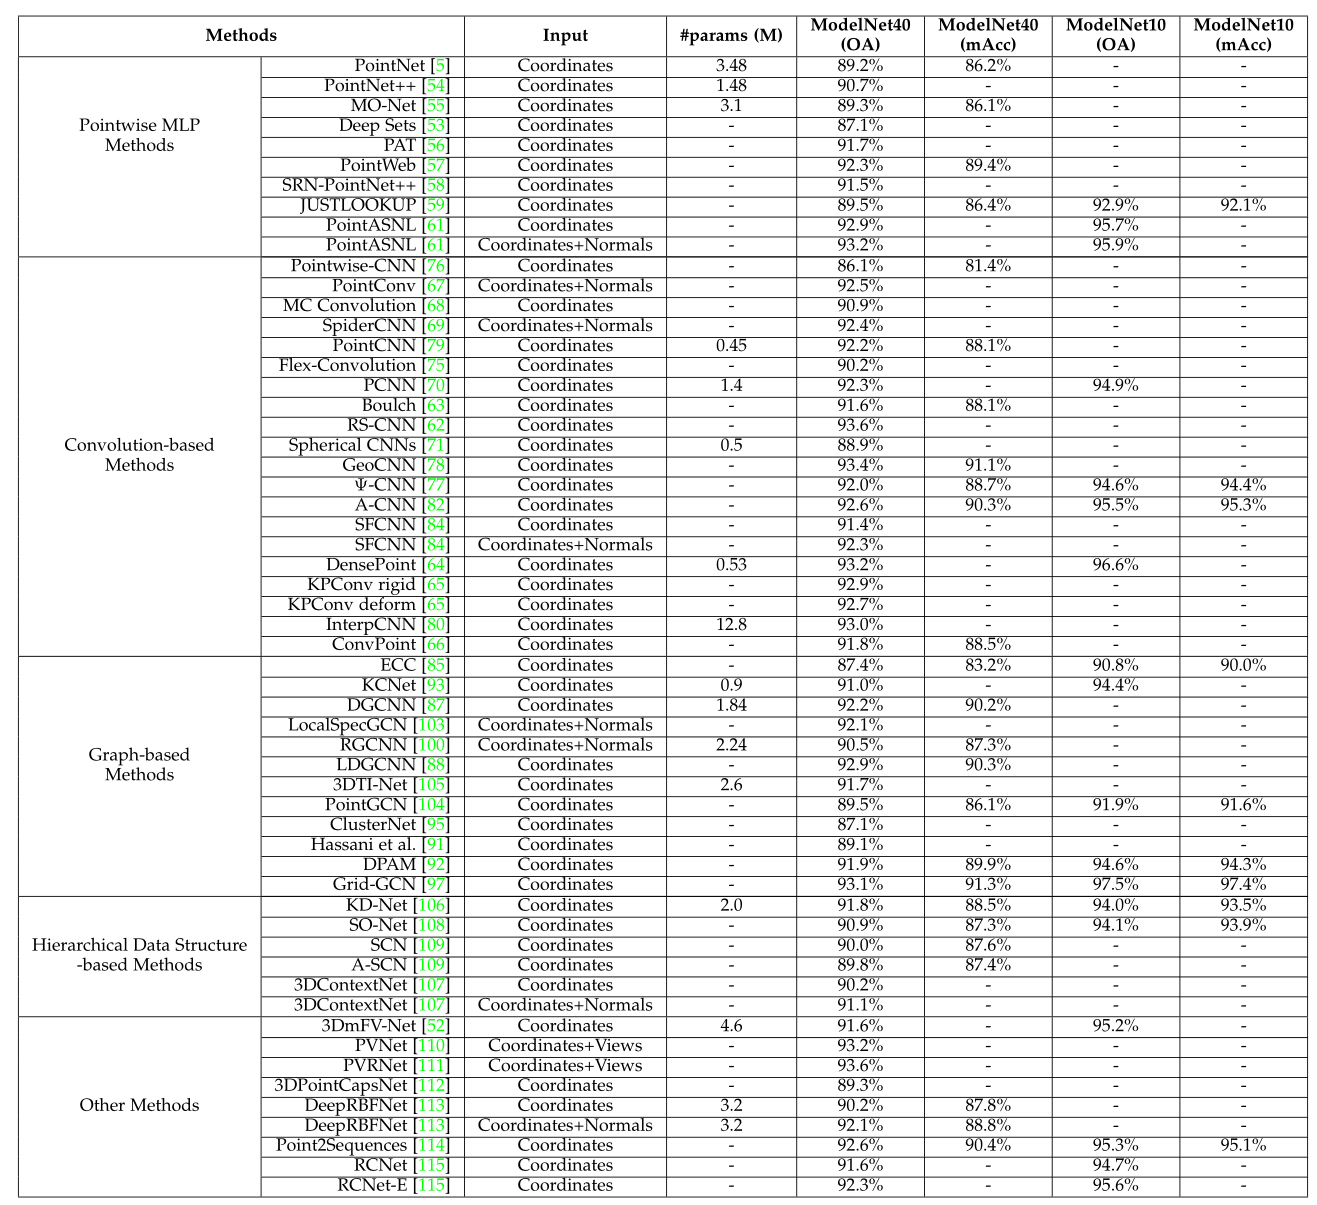 Methods Input #params (M) ModelNet40 (OA) ModelNet40 (mAcc) ModelNet10 (OA) ModelNet10 (mAcc)
Pointwise MLP Methods
PointNet [5] Coordinates 3.48 89.2% 86.2% - -
PointNet++ [54] Coordinates 1.48 90.7% - - -
MO-Net [55] Coordinates 3.1 89.3% 86.1% - -
Deep Sets [53] Coordinates - 87.1% - - -
PAT [56] Coordinates - 91.7% - - -
PointWeb [57] Coordinates - 92.3% 89.4% - -
SRN-PointNet++ [58] Coordinates - 91.5% - - -
JUSTLOOKUP [59] Coordinates - 89.5% 86.4% 92.9% 92.1%
PointASNL [61] Coordinates - 92.9% - 95.7% -
PointASNL [61] Coordinates+Normals - 93.2% - 95.9% -
Convolution-based Methods
Pointwise-CNN [76] Coordinates - 86.1% 81.4% - -
PointConv [67] Coordinates+Normals - 92.5% - - -
MC Convolution [68] Coordinates - 90.9% - - -
SpiderCNN [69] Coordinates+Normals - 92.4% - - -
PointCNN [79] Coordinates 0.45 92.2% 88.1% - -
Flex-Convolution [75] Coordinates - 90.2% - - -
PCNN [70] Coordinates 1.4 92.3% - 94.9% -
Boulch [63] Coordinates - 91.6% 88.1% - -
RS-CNN [62] Coordinates - 93.6% - - -
Spherical CNNs [71] Coordinates 0.5 88.9% - - -
GeoCNN [78] Coordinates - 93.4% 91.1% - -
Ψ-CNN [77] Coordinates - 92.0% 88.7% 94.6% 94.4%
A-CNN [82] Coordinates - 92.6% 90.3% 95.5% 95.3%
SFCNN [84] Coordinates - 91.4% - - -
SFCNN [84] Coordinates+Normals - 92.3% - - -
DensePoint [64] Coordinates 0.53 93.2% - 96.6% -
KPConv rigid [65] Coordinates - 92.9% - - -
KPConv deform [65] Coordinates - 92.7% - - -
InterpCNN [80] Coordinates 12.8 93.0% - - -
ConvPoint [66] Coordinates - 91.8% 88.5% - -
Graph-based Methods
ECC [85] Coordinates - 87.4% 83.2% 90.8% 90.0%
KCNet [93] Coordinates 0.9 91.0% - 94.4% -
DGCNN [87] Coordinates 1.84 92.2% 90.2% - -
LocalSpecGCN [103] Coordinates+Normals - 92.1% - - -
RGCNN [100] Coordinates+Normals 2.24 90.5% 87.3% - -
LDGCNN [88] Coordinates - 92.9% 90.3% - -
3DTI-Net [105] Coordinates 2.6 91.7% - - -
PointGCN [104] Coordinates - 89.5% 86.1% 91.9% 91.6%
ClusterNet [95] Coordinates - 87.1% - - -
Hassani et al. [91] Coordinates - 89.1% - - -
DPAM [92] Coordinates - 91.9% 89.9% 94.6% 94.3%
Grid-GCN [97] Coordinates - 93.1% 91.3% 97.5% 97.4%
Hierarchical Data Structure -based Methods
KD-Net [106] Coordinates 2.0 91.8% 88.5% 94.0% 93.5%
SO-Net [108] Coordinates - 90.9% 87.3% 94.1% 93.9%
SCN [109] Coordinates - 90.0% 87.6% - -
A-SCN [109] Coordinates - 89.8% 87.4% - -
3DContextNet [107] Coordinates - 90.2% - - -
3DContextNet [107] Coordinates+Normals - 91.1% - - -
Other Methods
3DmFV-Net [52] Coordinates 4.6 91.6% - 95.2% -
PVNet [110] Coordinates+Views - 93.2% - - -
PVRNet [111] Coordinates+Views - 93.6% - - -
3DPointCapsNet [112] Coordinates - 89.3% - - -
DeepRBFNet [113] Coordinates 3.2 90.2% 87.8% - -
DeepRBFNet [113] Coordinates+Normals 3.2 92.1% 88.8% - -
Point2Sequences [114] Coordinates - 92.6% 90.4% 95.3% 95.1%
RCNet [115] Coordinates - 91.6% - 94.7% -
RCNet-E [115] Coordinates - 92.3% - 95.6% -